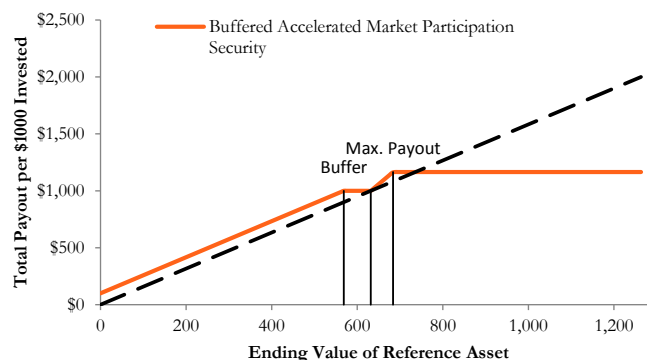 $2,500
Buffered Accelerated Market Participation
Security
$2,000
$1,500
Max. Payout
Buffer
$1,000
$500
$0
0 200 400 600 800 1,000 1,200
Total Payout per $1000 Invested
Ending Value of Reference Asset